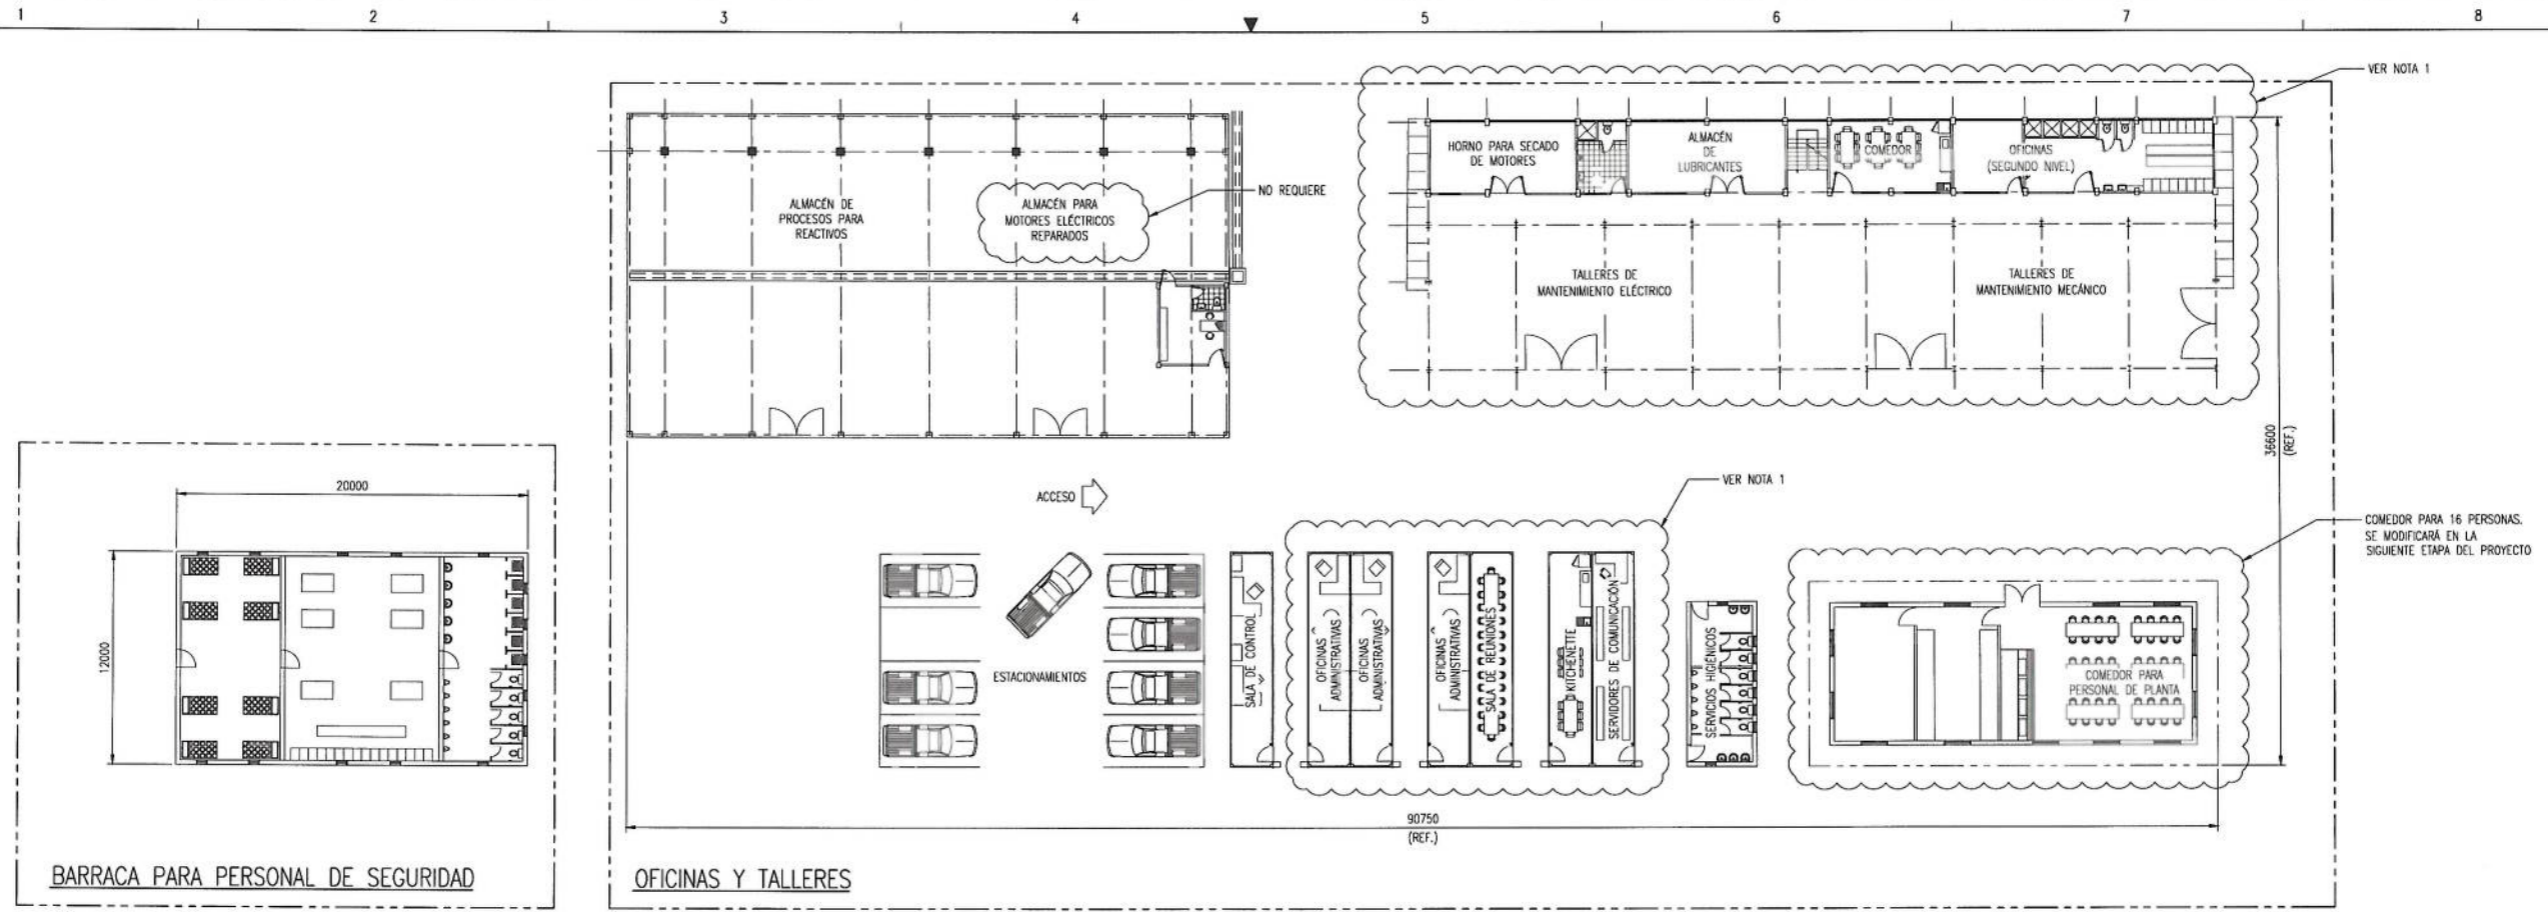 1
2
3
4
5
6
7
8
VER NOTA 1
HORNO PARA SECADO
DE MOTORES
ALMACÉN
DE
LUBRICANTES
COMEDOR
OFICINAS
(SEGUNDO NIVEL)
NO REQUIERE
ALMACÉN DE
PROCESOS PARA
REACTIVOS
ALMACÉN PARA
MOTORES ELÉCTRICOS
REPARADOS
TALLERES DE
MANTENIMIENTO ELÉCTRICO
TALLERES DE
MANTENIMIENTO MECÁNICO
36600
(REF.)
20000
12000
ACCESO
VER NOTA 1
COMEDOR PARA 16 PERSONAS.
SE MODIFICARÁ EN LA
SIGUIENTE ETAPA DEL PROYECTO
ESTACIONAMIENTOS
SALA DE CONTROL
OFICINAS
ADMINISTRATIVAS
OFICINAS
ADMINISTRATIVAS
OFICINAS
ADMINISTRATIVAS
SALA DE REUNIONES
KITCHENETTE
SERVIDORES DE COMUNICACIÓN
SERVICIOS HIGIÉNICOS
COMEDOR PARA
PERSONAL DE PLANTA
90750
(REF.)
BARRACA PARA PERSONAL DE SEGURIDAD
OFICINAS Y TALLERES